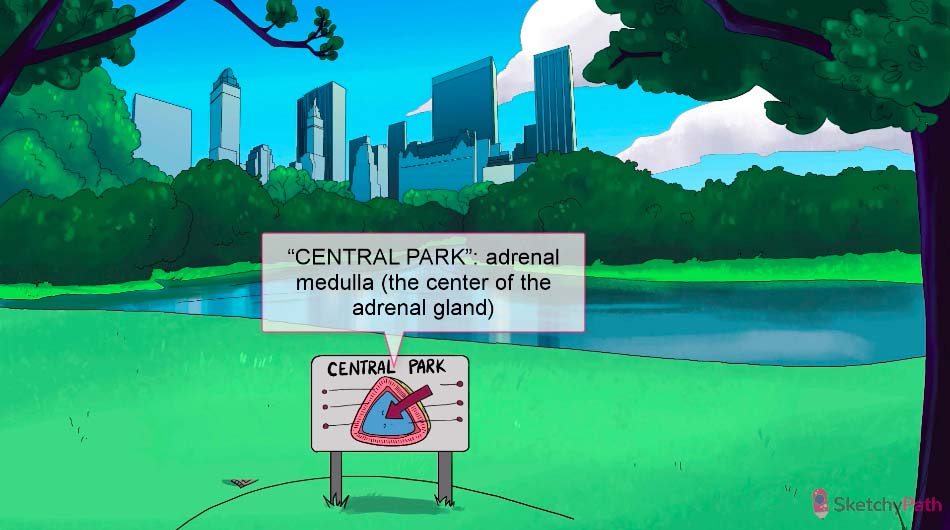 “CENTRAL PARK”: adrenal
medulla (the center of the
adrenal gland)
CENTRAL PARK
SketchyPath